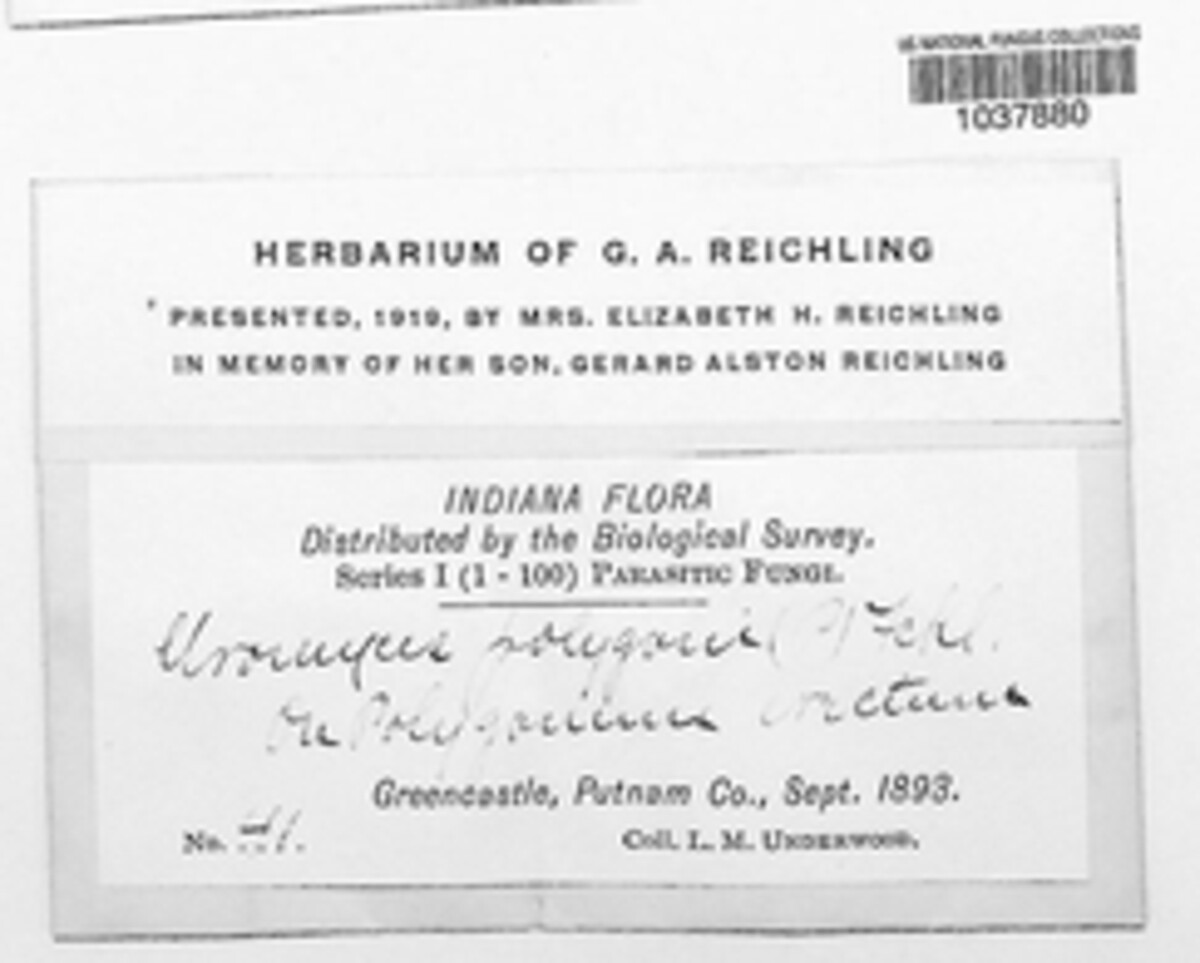 US NATIONAL FUNGUS COLLECTIONS
1037880
HERBARIUM OF G. A. REICHLING
PRESENTED, 1919, BY MRS. ELIZABETH H. REICHLING
IN MEMORY OF HER SON, GERARD ALSTON REICHLING
INDIANA FLORA
Distributed by the Biological Survey.
Series I (1 - 100) PARASITIC FUNGI.
Uromyces polygoni (P) Fckl.
On Polygonum erectum
Greencastle, Putnam Co., Sept. 1893.
No.
Coll. L. M. UNDERWOOD.